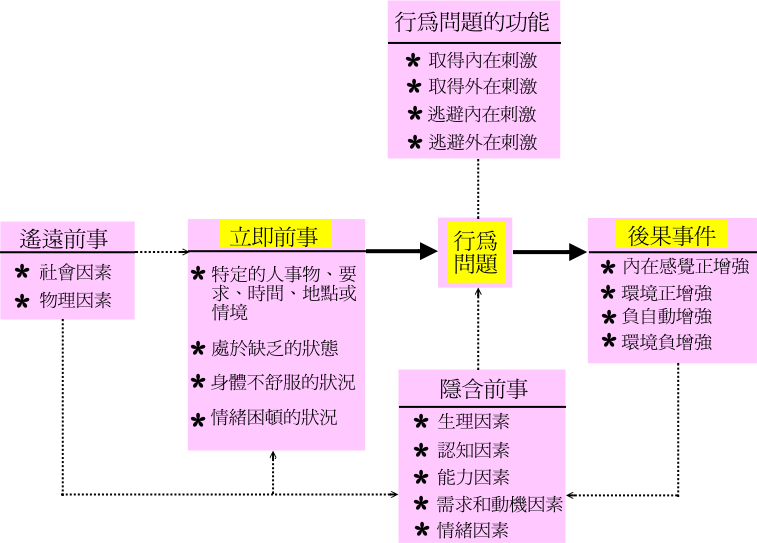 行為問題的功能
* 取得內在刺激
* 取得外在刺激
* 逃避內在刺激
* 逃避外在刺激
遙遠前事
* 社會因素
* 物理因素
立即前事
* 特定的人事物、要
求、時間、地點或
情境
* 處於缺乏的狀態
* 身體不舒服的狀況
* 情緒困頓的狀況
行為
問題
後果事件
* 內在感覺正增強
* 環境正增強
* 負自動增強
* 環境負增強
隱含前事
* 生理因素
* 認知因素
* 能力因素
* 需求和動機因素
* 情緒因素